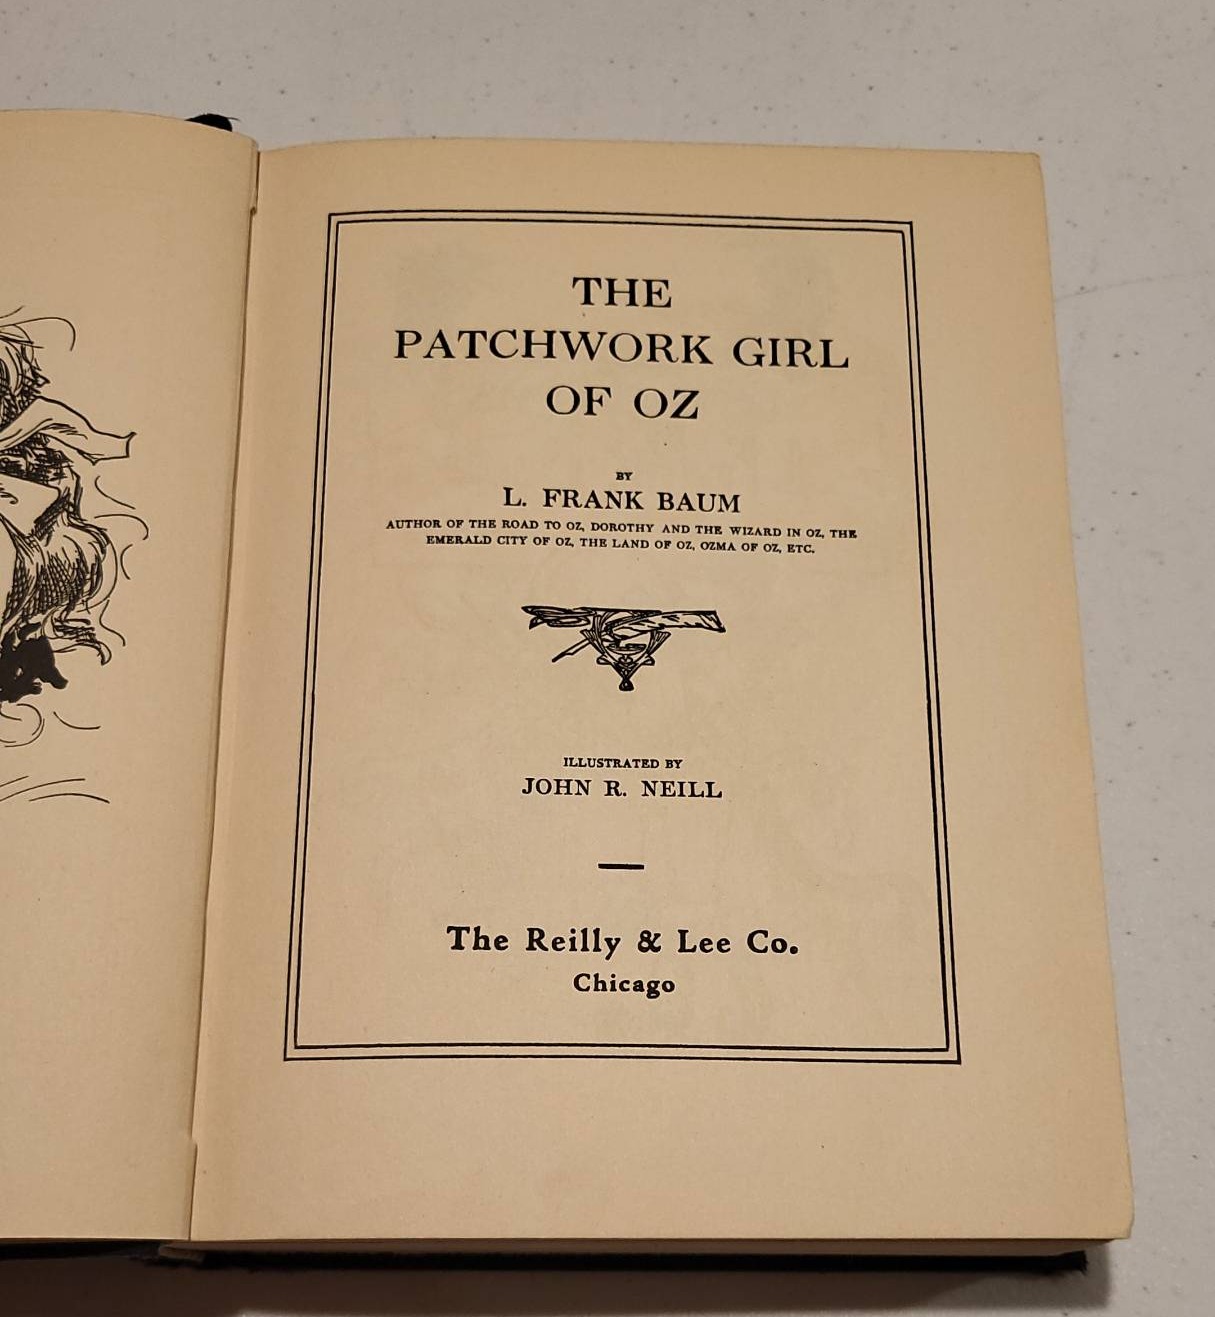 THE
PATCHWORK GIRL
OF OZ
BY
L. FRANK BAUM
AUTHOR OF THE ROAD TO OZ, DOROTHY AND THE WIZARD IN OZ, THE
EMERALD CITY OF OZ, THE LAND OF OZ, OZMA OF OZ, ETC.
ILLUSTRATED BY
JOHN R. NEILL
The Reilly & Lee Co.
Chicago